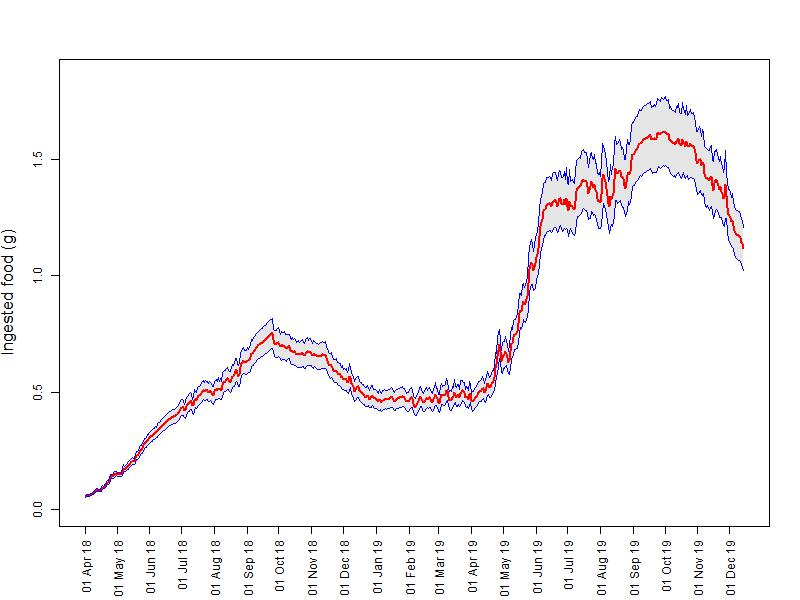 Ingested food (g)
1.5
1.0
0.5
0.0
01 Apr 18
01 May 18
01 Jun 18
01 Jul 18
01 Aug 18
01 Sep 18
01 Oct 18
01 Nov 18
01 Dec 18
01 Jan 19
01 Feb 19
01 Mar 19
01 Apr 19
01 May 19
01 Jun 19
01 Jul 19
01 Aug 19
01 Sep 19
01 Oct 19
01 Nov 19
01 Dec 19